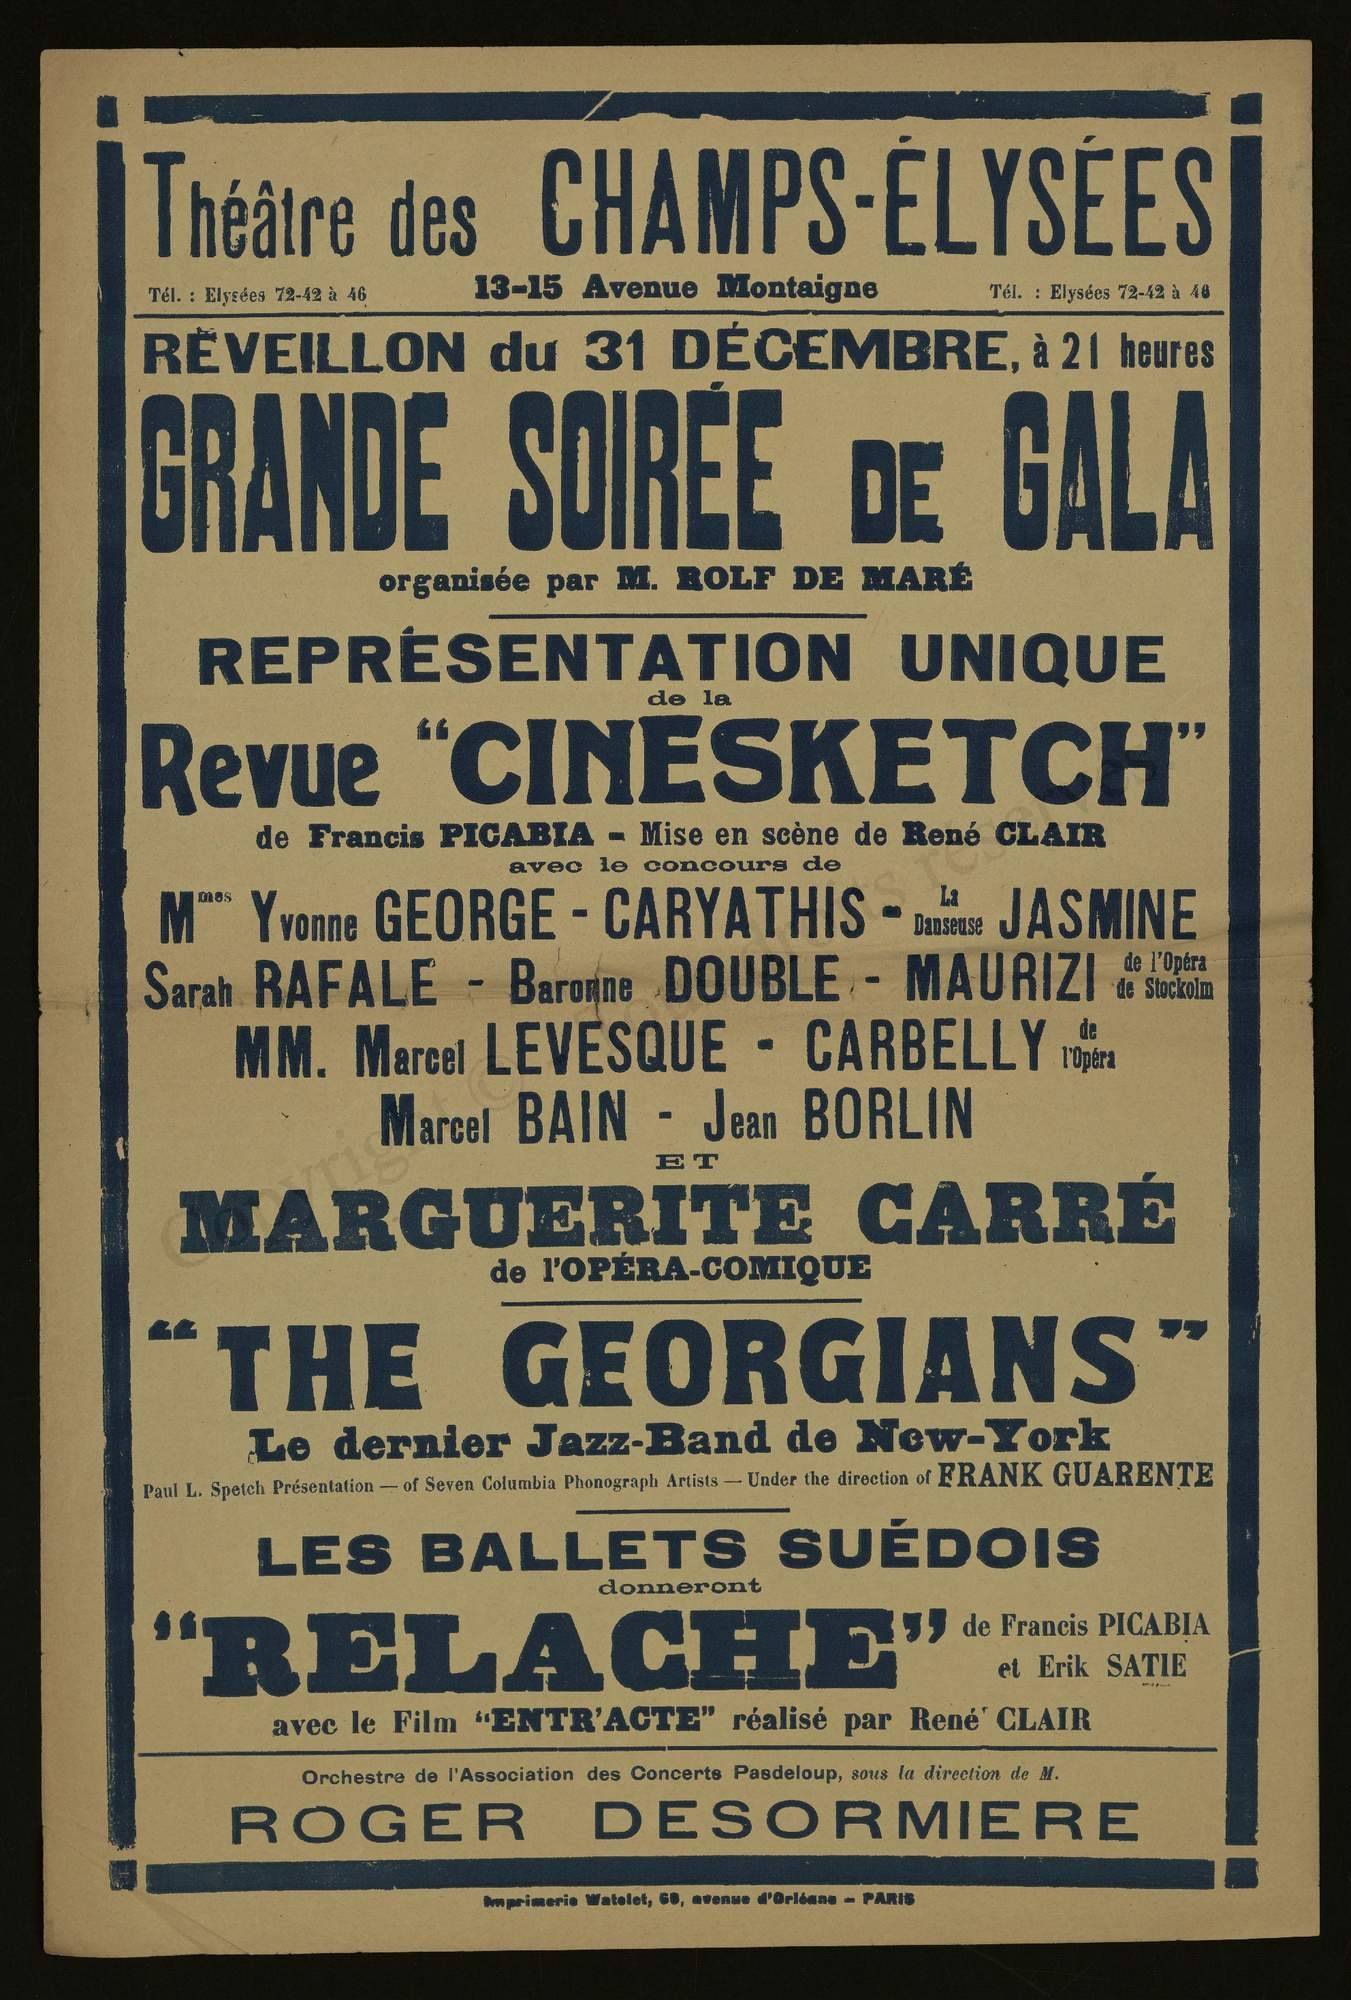 Théâtre des CHAMPS-ÉLYSÉES
Tél. : Elysées 72-42 à 46 13-15 Avenue Montaigne Tél. : Elysées 72-42 à 46
RÉVEILLON du 31 DÉCEMBRE, à 21 heures
GRANDE SOIRÉE DE GALA
organisée par M. ROLF DE MARÉ
REPRÉSENTATION UNIQUE
de la
Revue "CINESKETCH"
de Francis PICABIA - Mise en scène de René CLAIR
avec le concours de
Mmes Yvonne GEORGE - CARYATHIS - La Danseuse JASMINE
Sarah RAFALE - Baronne DOUBLE - MAURIZI de l'Opéra de Stockolm
MM. Marcel LEVESQUE - CARBELLY de l'Opéra
Marcel BAIN - Jean BORLIN
ET
MARGUERITE CARRÉ
de l'OPÉRA-COMIQUE
"THE GEORGIANS"
Le dernier Jazz-Band de New-York
Paul L. Spetch Présentation — of Seven Columbia Phonograph Artists — Under the direction of FRANK GUARENTE
LES BALLETS SUÉDOIS
donneront
"RELACHE" de Francis PICABIA
et Erik SATIE
avec le Film "ENTR'ACTE" réalisé par René CLAIR
Orchestre de l'Association des Concerts Pasdeloup, sous la direction de M.
ROGER DESORMIERE
Imprimerie Watelet, 69, avenue d'Orléans - PARIS
Copyright © Tous droits réservés